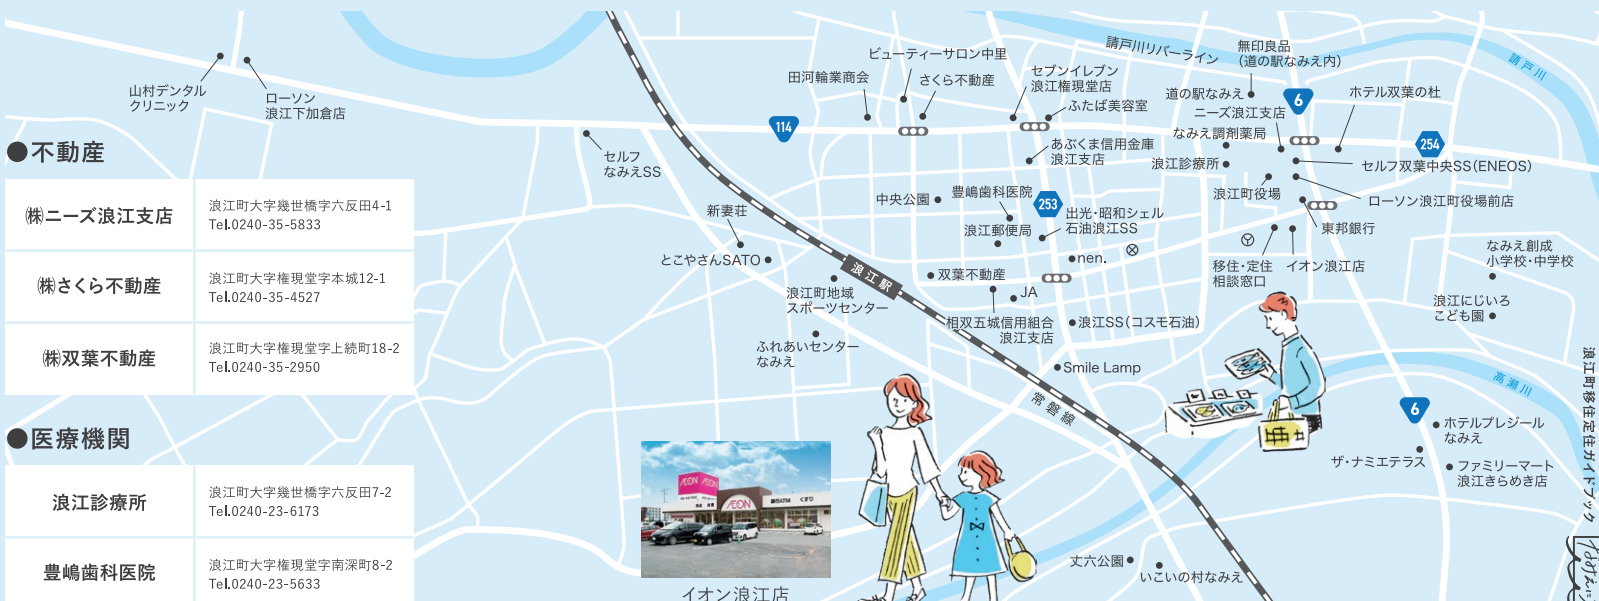 山村デンタル
クリニック
ローソン
浪江下加倉店
●不動産
㈱ニーズ浪江支店
浪江町大字幾世橋字六反田4-1
Tel.0240-35-5833
㈱さくら不動産
浪江町大字権現堂字本城12-1
Tel.0240-35-4527
㈱双葉不動産
浪江町大字権現堂字上続町18-2
Tel.0240-35-2950
●医療機関
浪江診療所
浪江町大字幾世橋字六反田7-2
Tel.0240-23-6173
豊嶋歯科医院
浪江町大字権現堂字南深町8-2
Tel.0240-23-5633
セルフ
なみえSS
114
田河輪業商会
ビューティーサロン中里
さくら不動産
セブンイレブン
浪江権現堂店
ふたば美容室
あぶくま信用金庫
浪江支店
請戸川リバーライン
無印良品
(道の駅なみえ内)
道の駅なみえ
6
ニーズ浪江支店
なみえ調剤薬局
浪江診療所
浪江町役場
ホテル双葉の杜
請戸川
254
セルフ双葉中央SS(ENEOS)
ローソン浪江町役場前店
東邦銀行
中央公園
豊嶋歯科医院
浪江郵便局
253
出光・昭和シェル
石油浪江SS
nen.
移住・定住
相談窓口
イオン浪江店
なみえ創成
小学校・中学校
浪江にじいろ
こども園
新妻荘
とこやさんSATO
浪江町地域
スポーツセンター
ふれあいセンター
なみえ
浪江駅
双葉不動産
JA
相双五城信用組合
浪江支店
浪江SS(コスモ石油)
Smile Lamp
常磐線
高瀬川
6
ホテルプレジール
なみえ
ザ・ナミエテラス
ファミリーマート
浪江きらめき店
丈六公園
いこいの村なみえ
AEON
AEON
AEON
くすり
イオン浪江店
浪江町移住定住ガイドブック